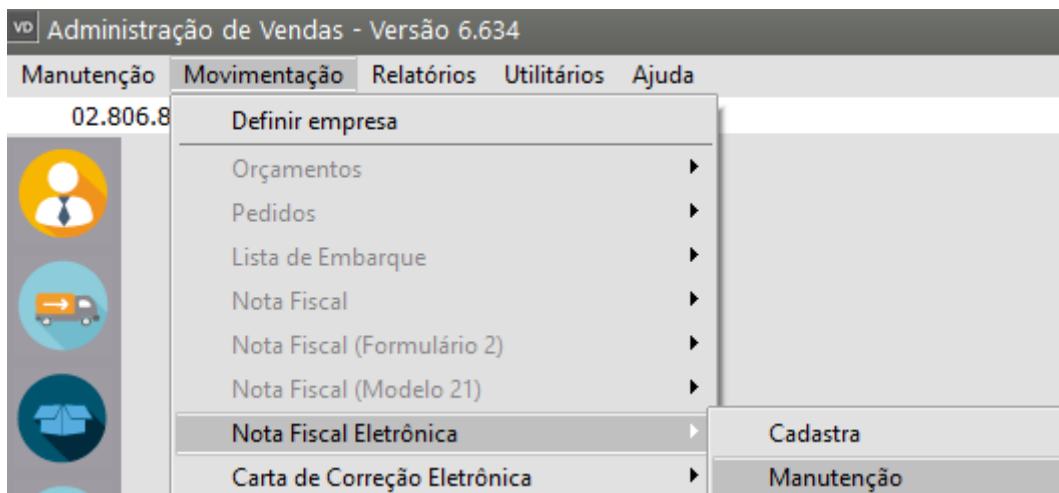 VD Administração de Vendas - Versão 6.634
Manutenção Movimentação Relatórios Utilitários Ajuda
02.806.8
Definir empresa
Orçamentos
Pedidos
Lista de Embarque
Nota Fiscal
Nota Fiscal (Formulário 2)
Nota Fiscal (Modelo 21)
Nota Fiscal Eletrônica
Cadastra
Carta de Correção Eletrônica
Manutenção